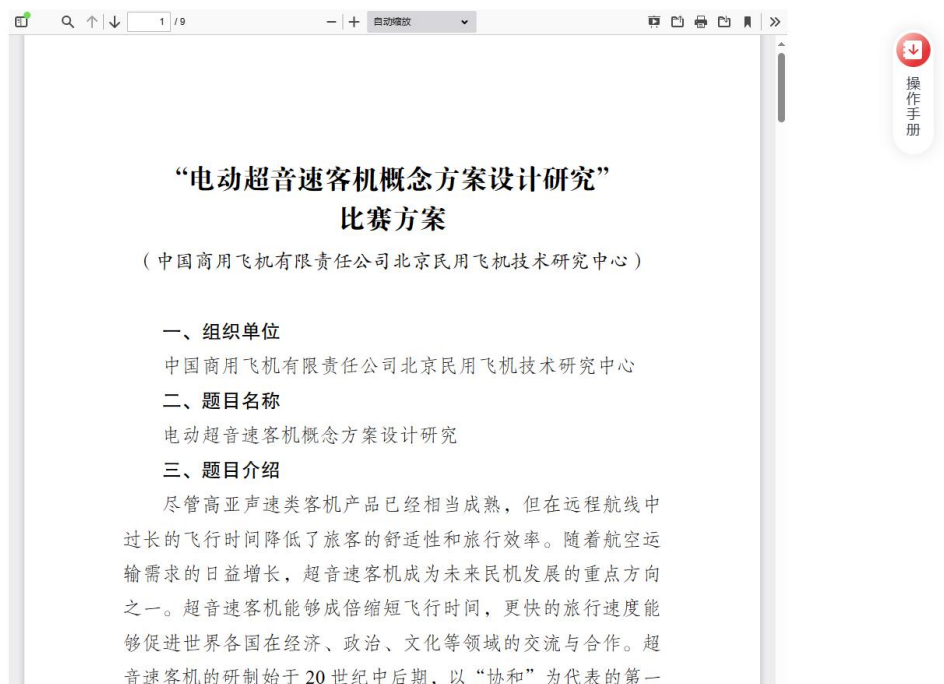 1 / 9
自动缩放
操作手册
“电动超音速客机概念方案设计研究”
比赛方案
（中国商用飞机有限责任公司北京民用飞机技术研究中心）
一、组织单位
中国商用飞机有限责任公司北京民用飞机技术研究中心
二、题目名称
电动超音速客机概念方案设计研究
三、题目介绍
尽管高亚声速类客机产品已经相当成熟，但在远程航线中
过长的飞行时间降低了旅客的舒适性和旅行效率。随着航空运
输需求的日益增长，超音速客机成为未来民机发展的重点方向
之一。超音速客机能够成倍缩短飞行时间，更快的旅行速度能
够促进世界各国在经济、政治、文化等领域的交流与合作。超
音速客机的研制始于 20 世纪中后期，以“协和”为代表的第一